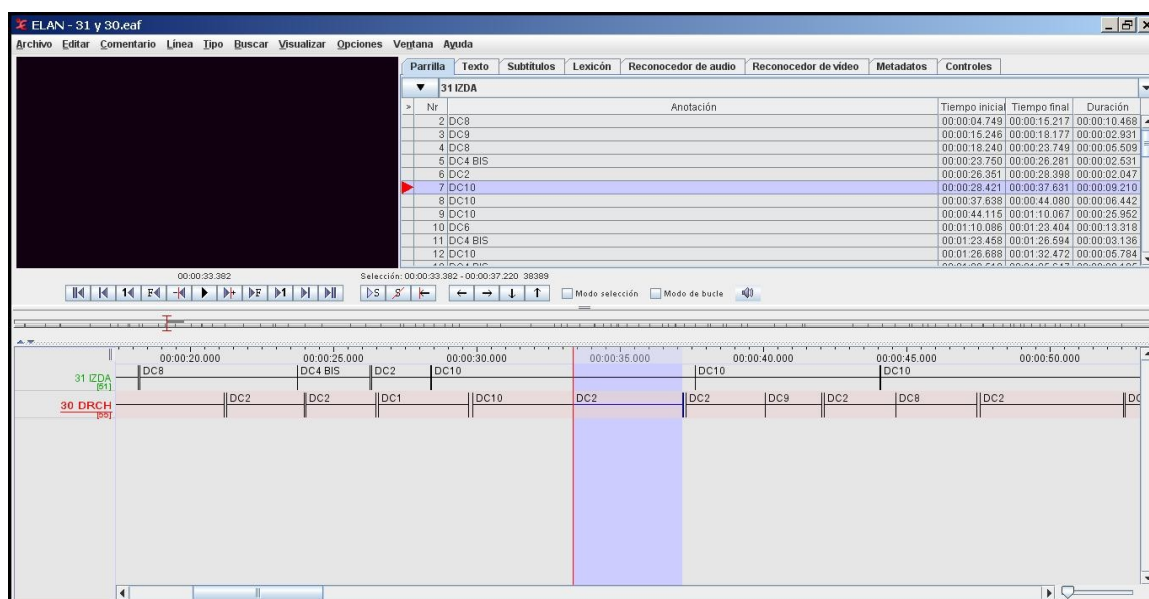 ELAN - 31 y 30.eaf
Archivo Editar Comentario Línea Tipo Buscar Visualizar Opciones Ventana Ayuda
Parrilla Texto Subtítulos Lexicón Reconocedor de audio Reconocedor de vídeo Metadatos Controles
31 IZDA
> Nr Anotación Tiempo inicial Tiempo final Duración
2 DC8 00:00:04.749 00:00:15.217 00:00:10.468
3 DC9 00:00:15.246 00:00:18.177 00:00:02.931
4 DC8 00:00:18.240 00:00:23.749 00:00:05.509
5 DC4 BIS 00:00:23.750 00:00:26.281 00:00:02.531
6 DC2 00:00:26.351 00:00:28.398 00:00:02.047
7 DC10 00:00:28.421 00:00:37.631 00:00:09.210
8 DC10 00:00:37.638 00:00:44.080 00:00:06.442
9 DC10 00:00:44.115 00:01:10.067 00:00:25.952
10 DC6 00:01:10.086 00:01:23.404 00:00:13.318
11 DC4 BIS 00:01:23.458 00:01:26.594 00:00:03.136
12 DC10 00:01:26.688 00:01:32.472 00:00:05.784
00:00:33.382 Selección: 00:00:33.382 - 00:00:37.220 38389
1 F F 1 S S Modo selección Modo de bucle
00:00:20.000 00:00:25.000 00:00:30.000 00:00:35.000 00:00:40.000 00:00:45.000 00:00:50.000
31 IZDA DC8 DC4 BIS DC2 DC10 DC10 DC10
[51]
30 DRCH DC2 DC2 DC1 DC10 DC2 DC2 DC9 DC2 DC8 DC2 DC
[55]